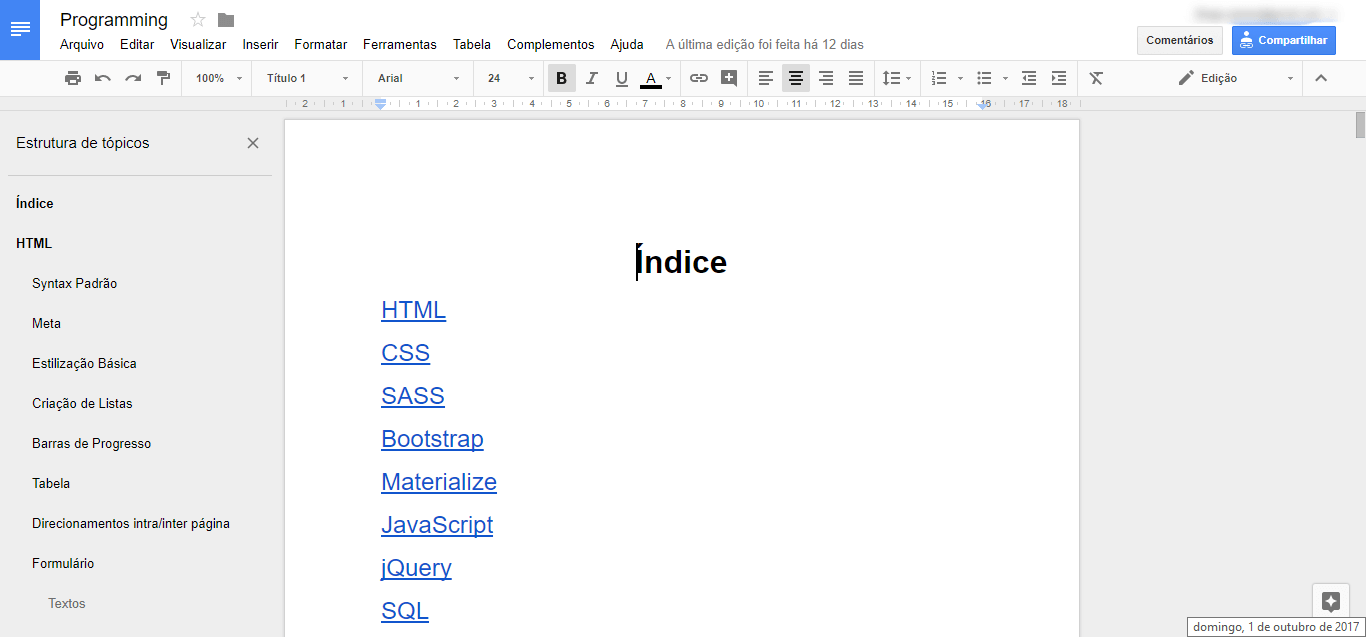 Programming
Arquivo Editar Visualizar Inserir Formatar Ferramentas Tabela Complementos Ajuda A última edição foi feita há 12 dias
Comentários Compartilhar
100% Título 1 Arial 24 B I U A Edição
2 1 1 2 3 4 5 6 7 8 9 10 11 12 13 14 15 16 17 18
Estrutura de tópicos
Índice
HTML
Syntax Padrão
Meta
Estilização Básica
Criação de Listas
Barras de Progresso
Tabela
Direcionamentos intra/inter página
Formulário
Textos
Índice
HTML
CSS
SASS
Bootstrap
Materialize
JavaScript
jQuery
SQL
domingo, 1 de outubro de 2017